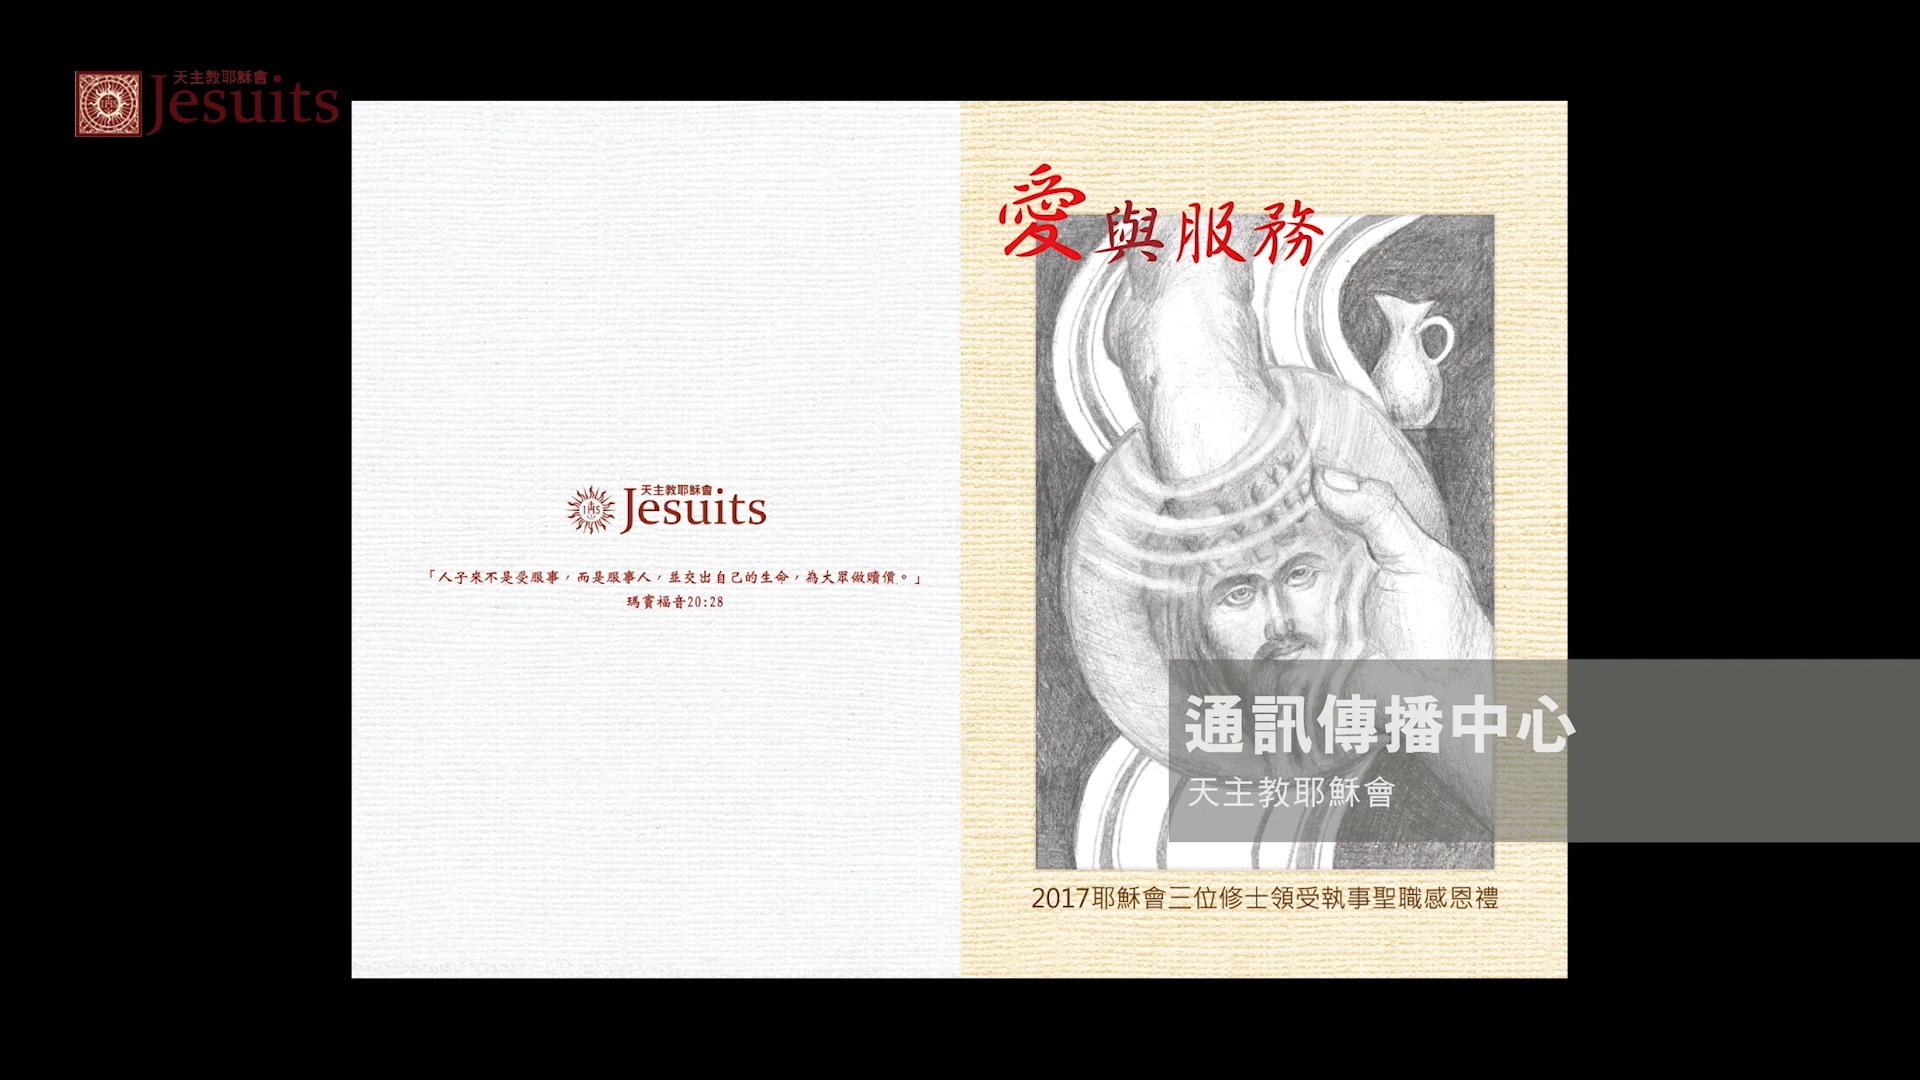 天主教耶穌會
Jesuits
IHS
天主教耶穌會
Jesuits
IHS
「人子來不是受服事，而是服事人，並交出自己的生命，為大眾做贖價。」
瑪竇福音20:28
愛與服務
通訊傳播中心
天主教耶穌會
2017耶穌會三位修士領受執事聖職感恩禮